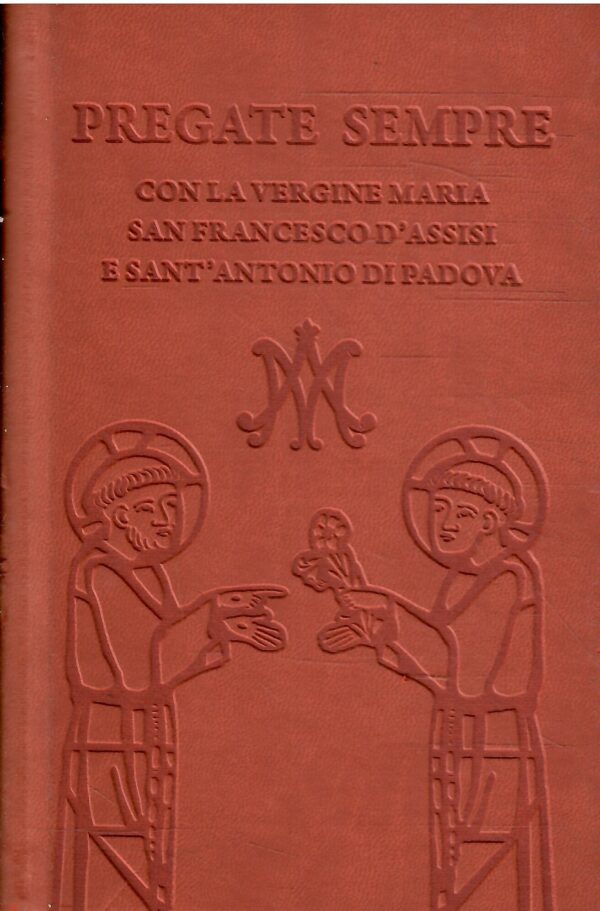 PREGATE SEMPRE
CON LA VERGINE MARIA
SAN FRANCESCO D'ASSISI
E SANT'ANTONIO DI PADOVA